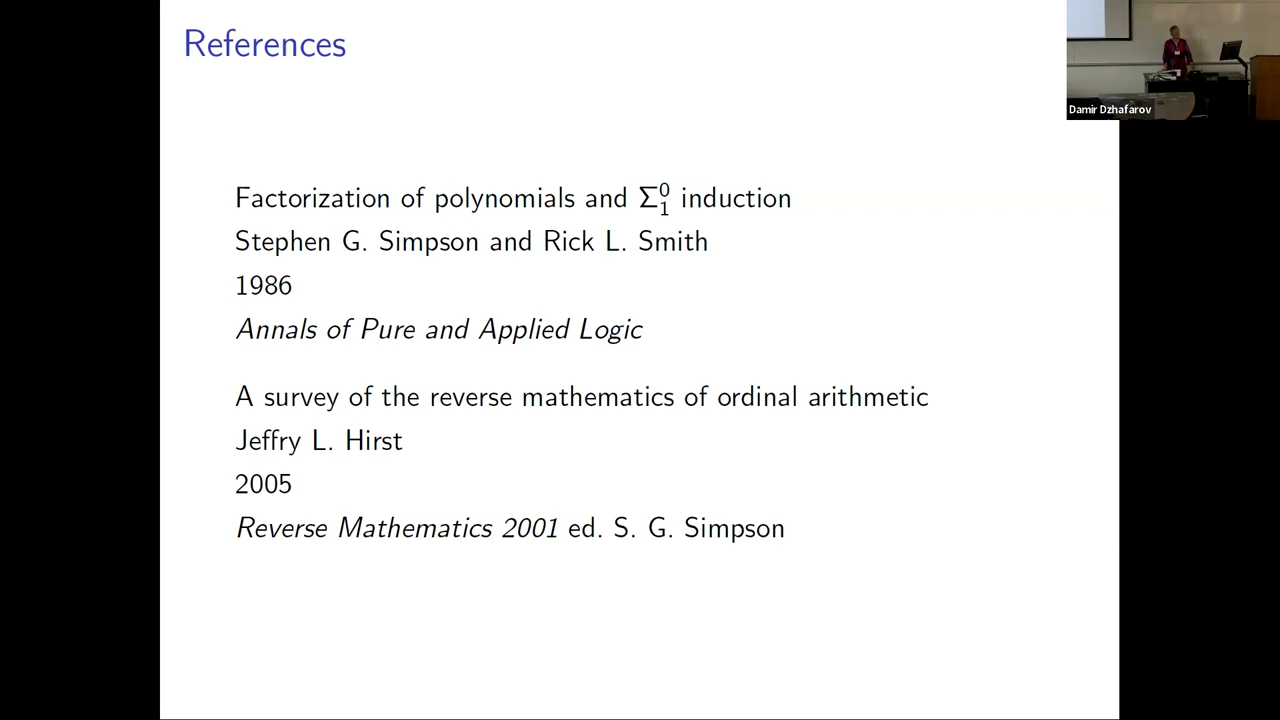 References
Damir Dzhafarov
Factorization of polynomials and Σ⁰₁ induction
Stephen G. Simpson and Rick L. Smith
1986
Annals of Pure and Applied Logic
A survey of the reverse mathematics of ordinal arithmetic
Jeffry L. Hirst
2005
Reverse Mathematics 2001 ed. S. G. Simpson